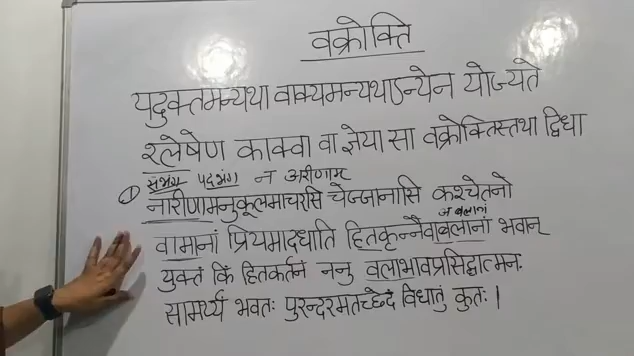 वक्रोक्ति
यदुक्तमन्यथा वाक्यमन्यथाऽन्येन योज्यते
श्लेषेण काक्वा वा ज्ञेया सा वक्रोक्तिस्तथा द्विधा
सभंग पदभंग न अरीणाम
① नारीणामनुकूलमाचरसि चेज्जानासि कश्चेतनो
न बलानां
वामानां प्रियमादधाति हितकृन्नैवाबलानां भवान्
युक्तं किं हितकर्तनं ननु बलाभावप्रसिद्धात्मनः
सामर्थ्यं भवतः पुरन्दरमतच्छेदं विधातुं कुतः।